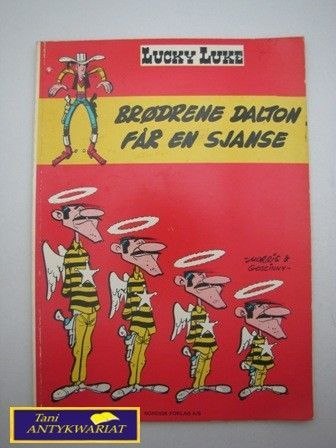 LUCKY LUKE
BRØDRENE DALTON
FÅR EN SJANSE
MORRIS &
GOSCINNY
NORDISK FORLAG A/S
Tani
ANTYKWARIAT